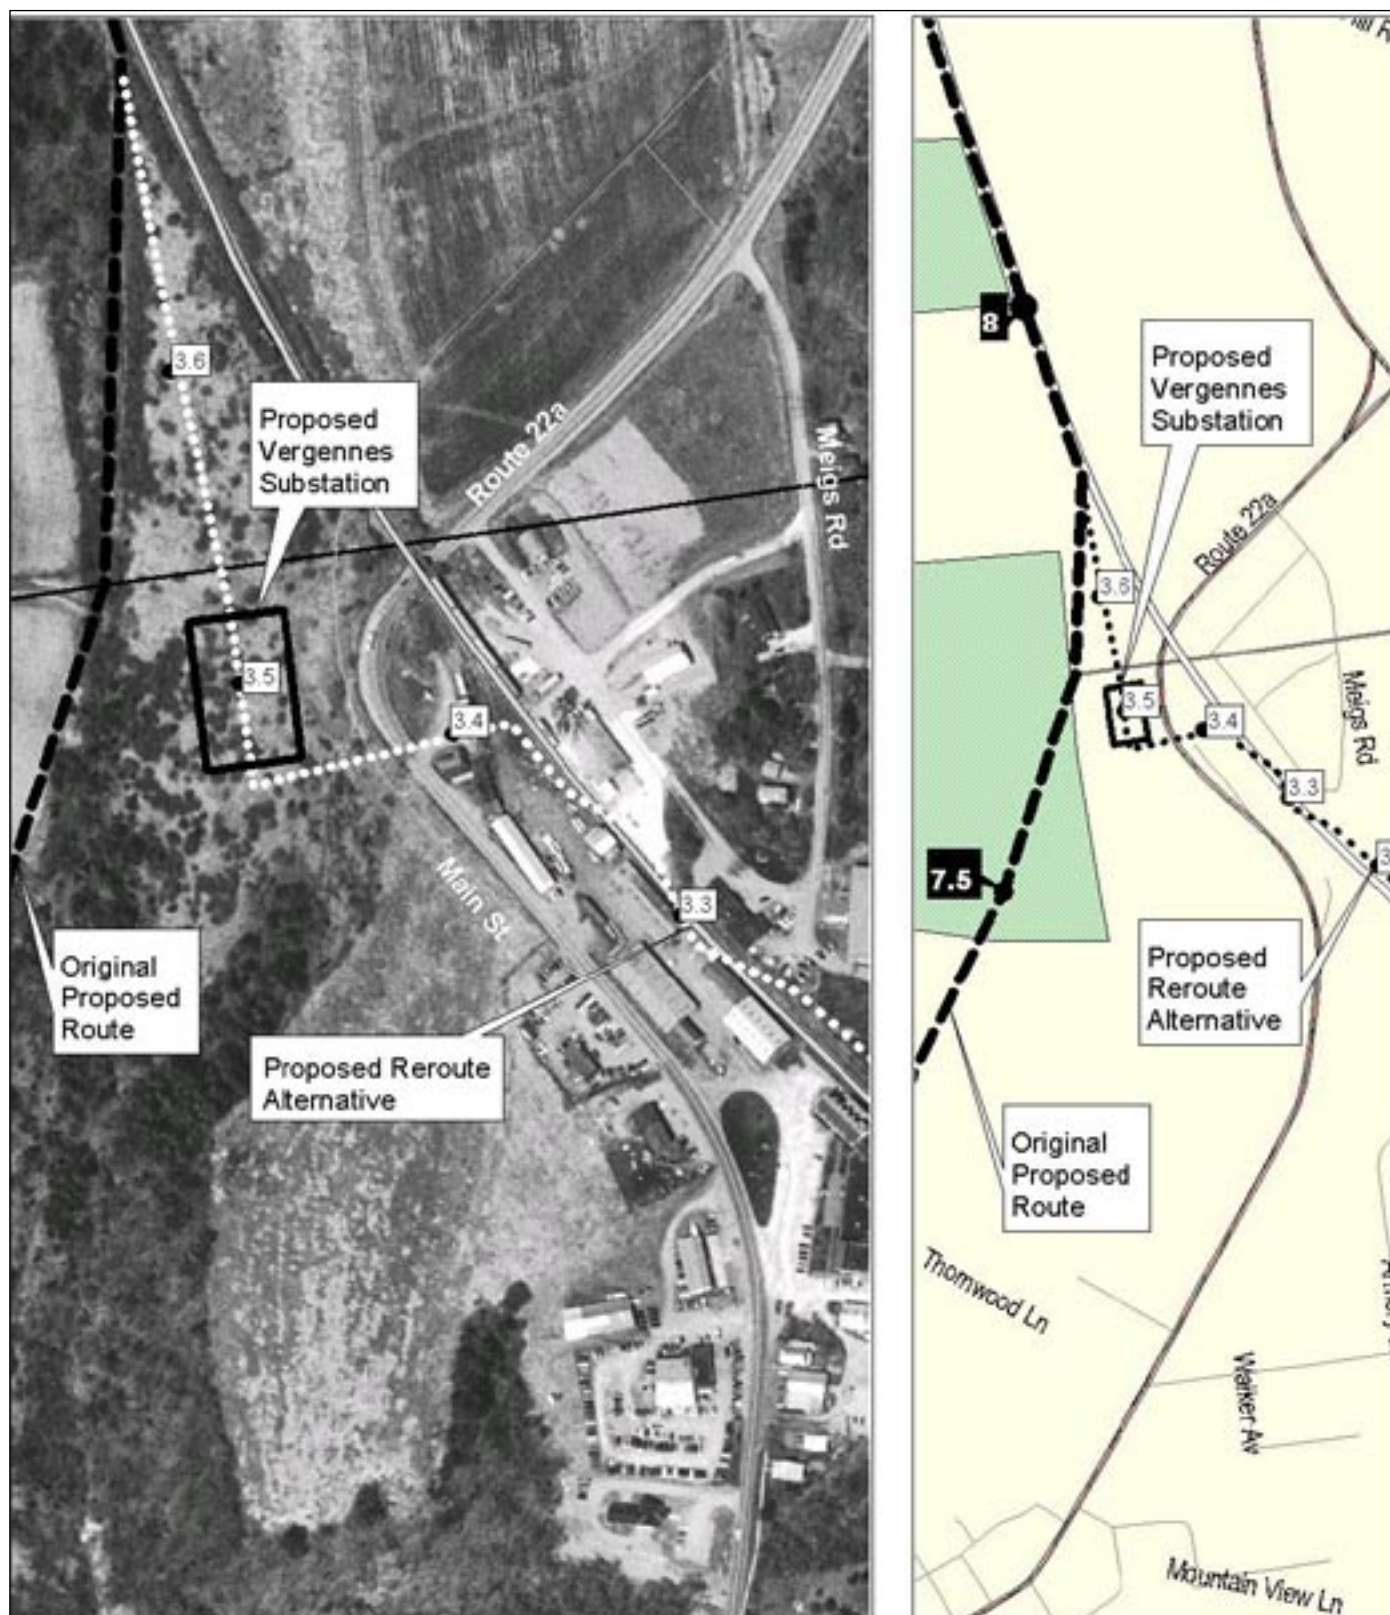 3.6
Proposed
Vergennes
Substation
Route 22a
Meigs Rd
3.5
3.4
Main St
3.3
Original
Proposed
Route
Proposed Reroute
Alternative
8
Proposed
Vergennes
Substation
Route 22a
3.6
3.5
3.4
Meigs Rd
3.3
7.5
Proposed
Reroute
Alternative
Original
Proposed
Route
Thornwood Ln
Walker Av
Mountain View Ln